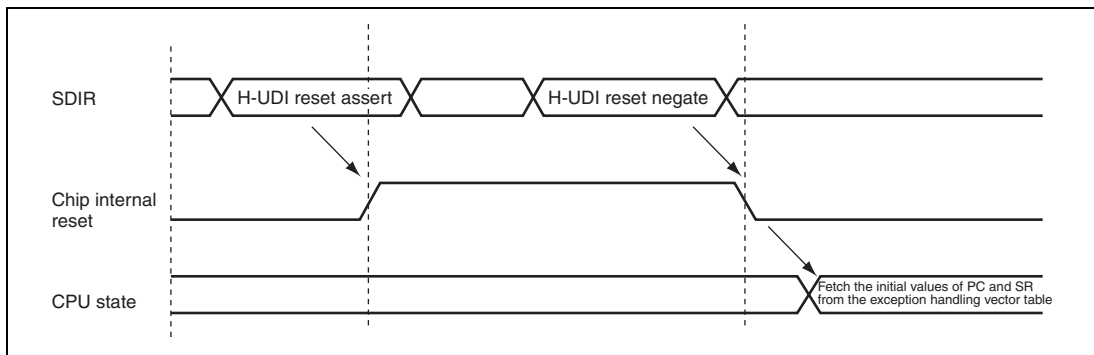 SDIR
H-UDI reset assert
H-UDI reset negate
Chip internal
reset
CPU state
Fetch the initial values of PC and SR
from the exception handling vector table